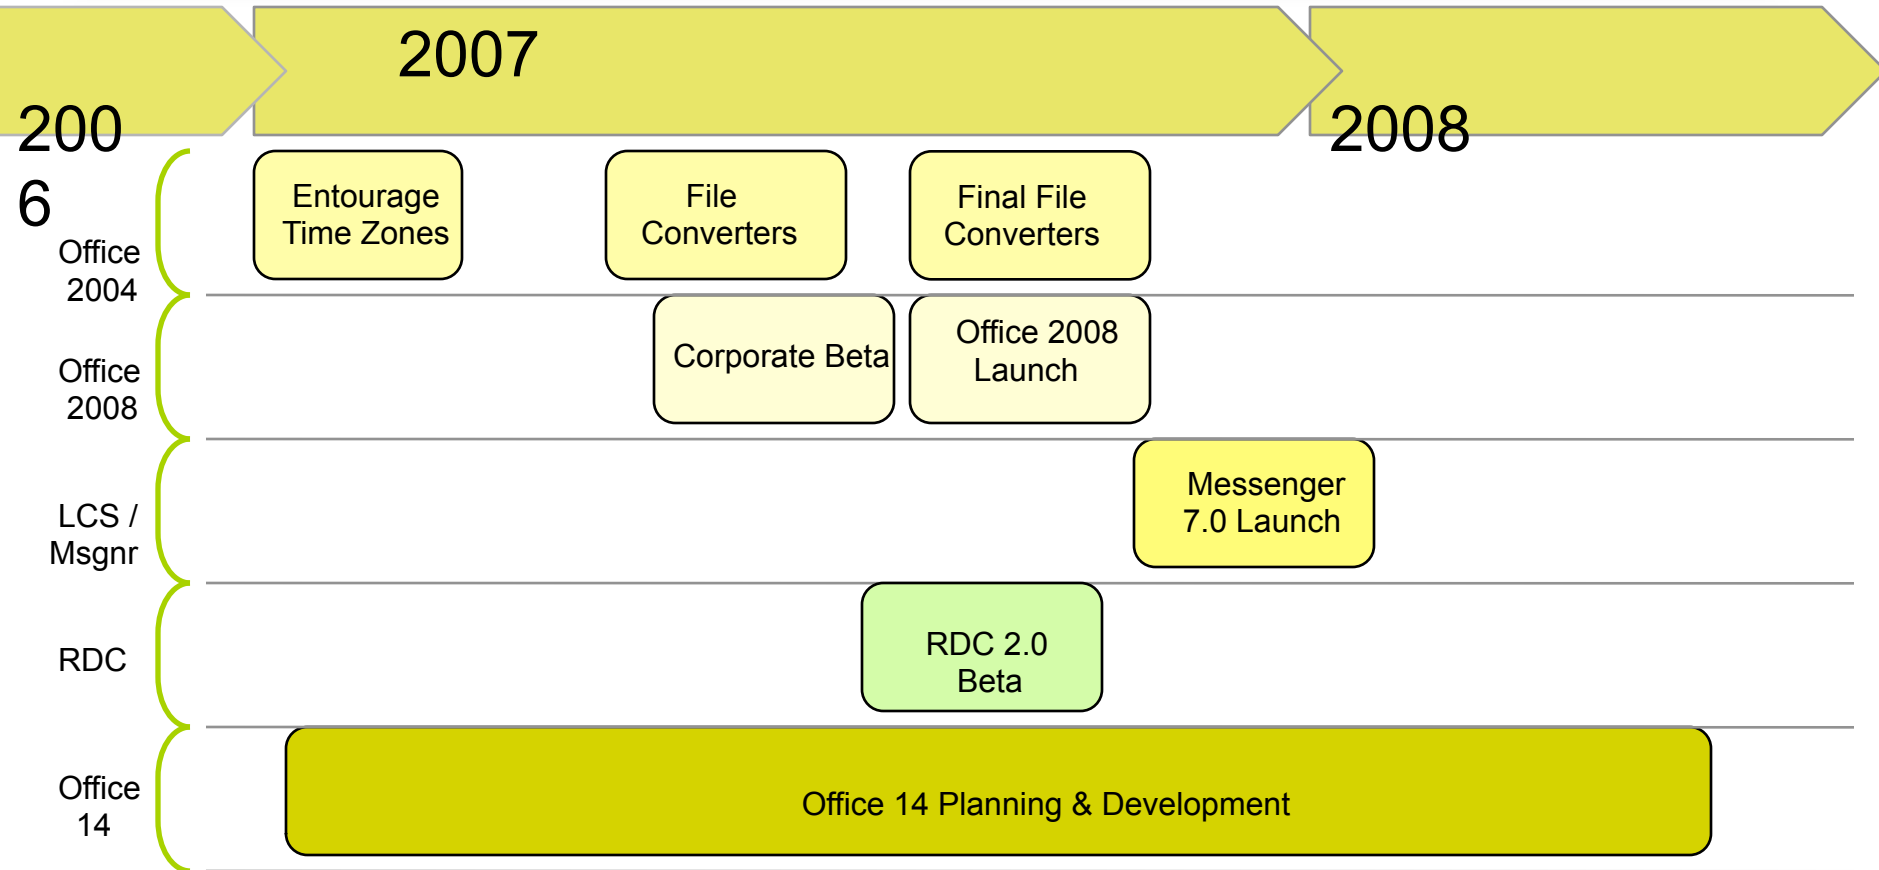 2007
200
6
2008
Entourage
Time Zones
File
Converters
Final File
Converters
Office
2004
Corporate Beta
Office 2008
Launch
Office
2008
Messenger
7.0 Launch
LCS /
Msgnr
RDC 2.0
Beta
RDC
Office 14 Planning & Development
Office
14